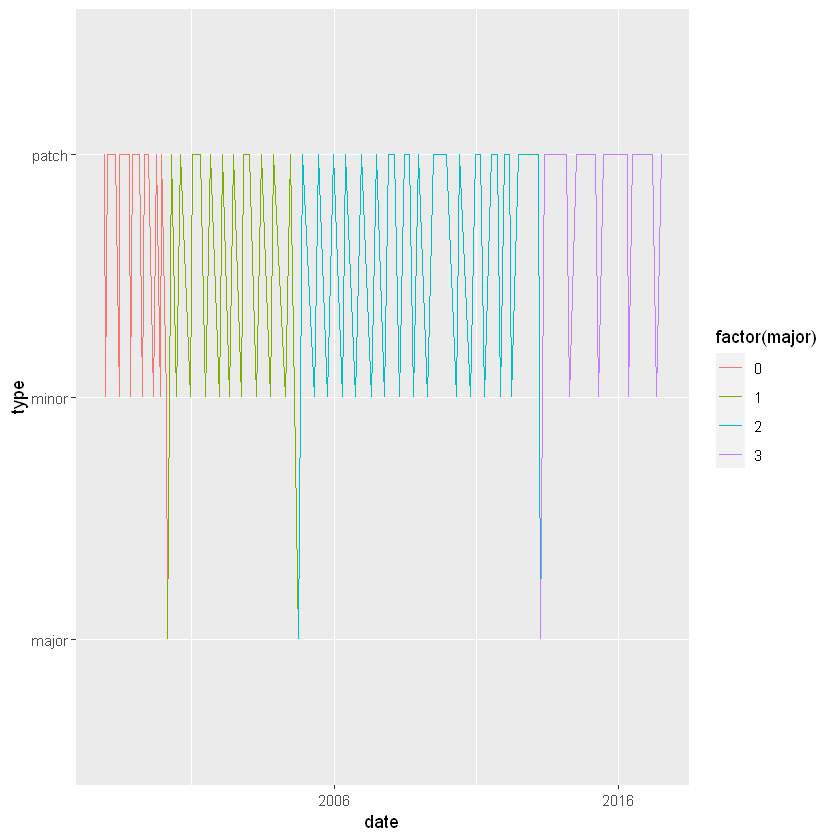 patch
minor
major
type
2006
2016
date
factor(major)
0
1
2
3